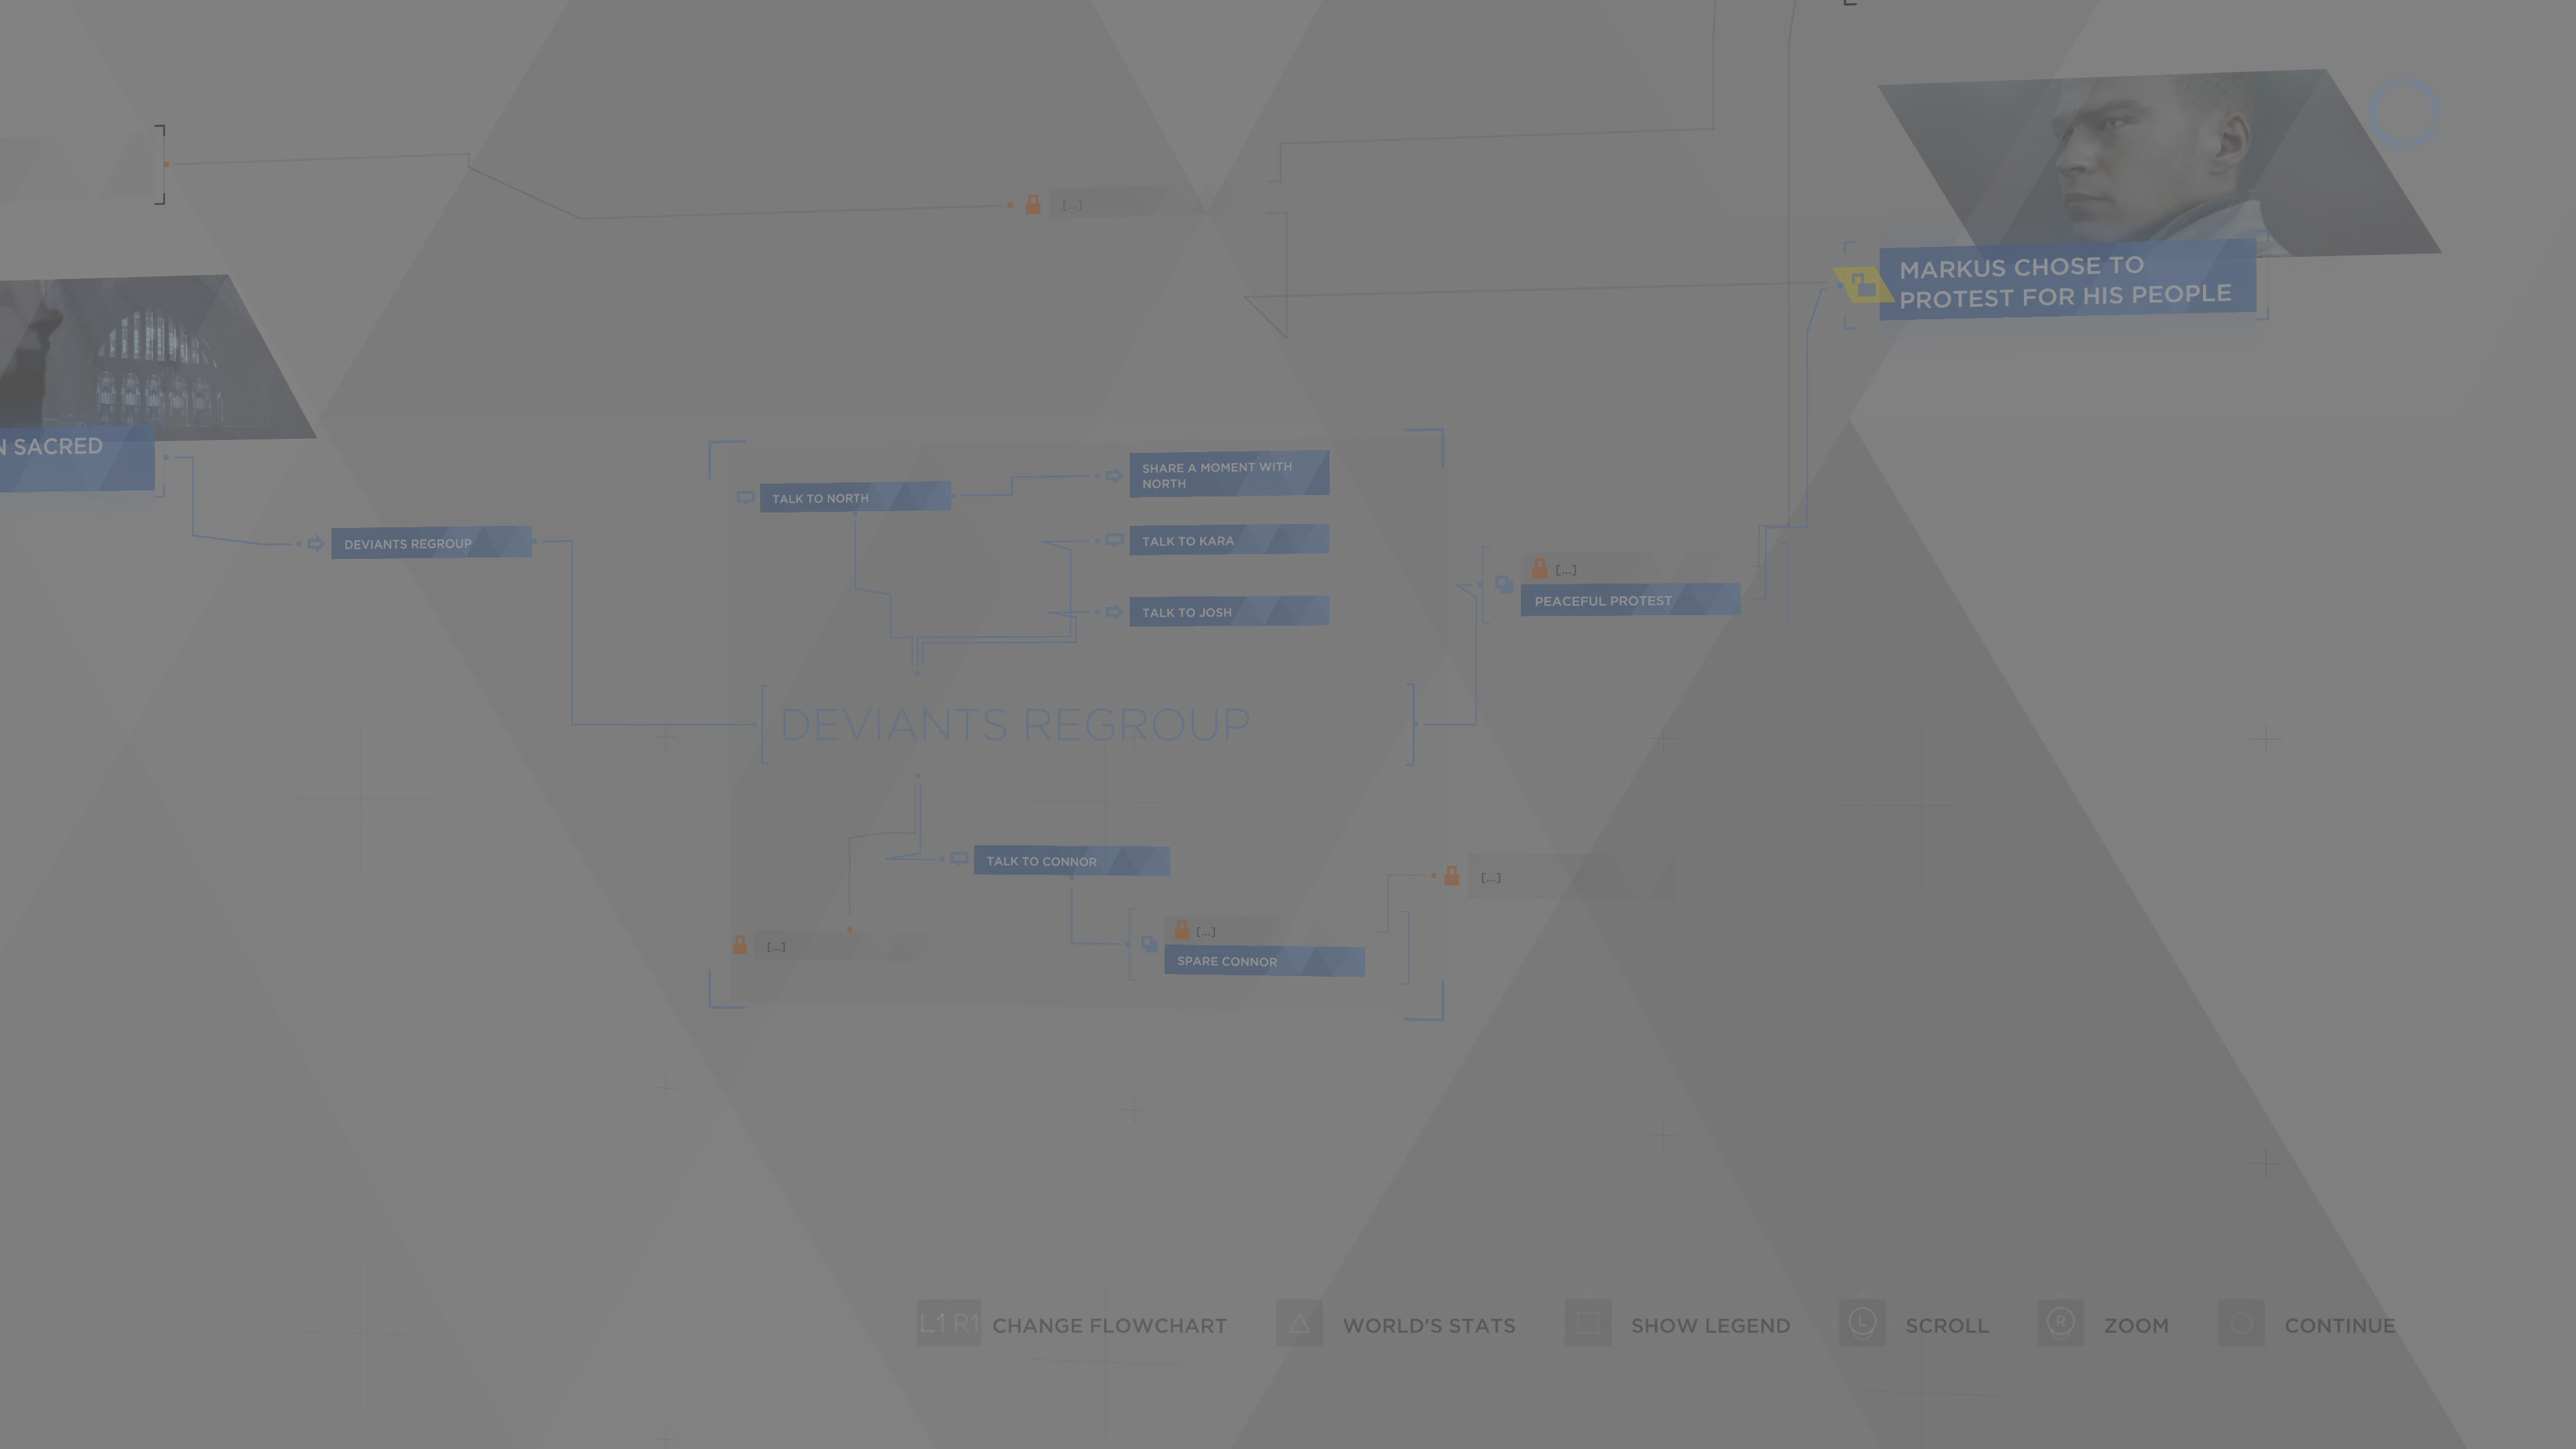 [...]
MARKUS CHOSE TO
PROTEST FOR HIS PEOPLE
N SACRED
DEVIANTS REGROUP
TALK TO NORTH
SHARE A MOMENT WITH
NORTH
TALK TO KARA
TALK TO JOSH
[...]
PEACEFUL PROTEST
DEVIANTS REGROUP
TALK TO CONNOR
[...]
[...]
[...]
SPARE CONNOR
L1 R1 CHANGE FLOWCHART
WORLD'S STATS
SHOW LEGEND
L SCROLL
R ZOOM
CONTINUE